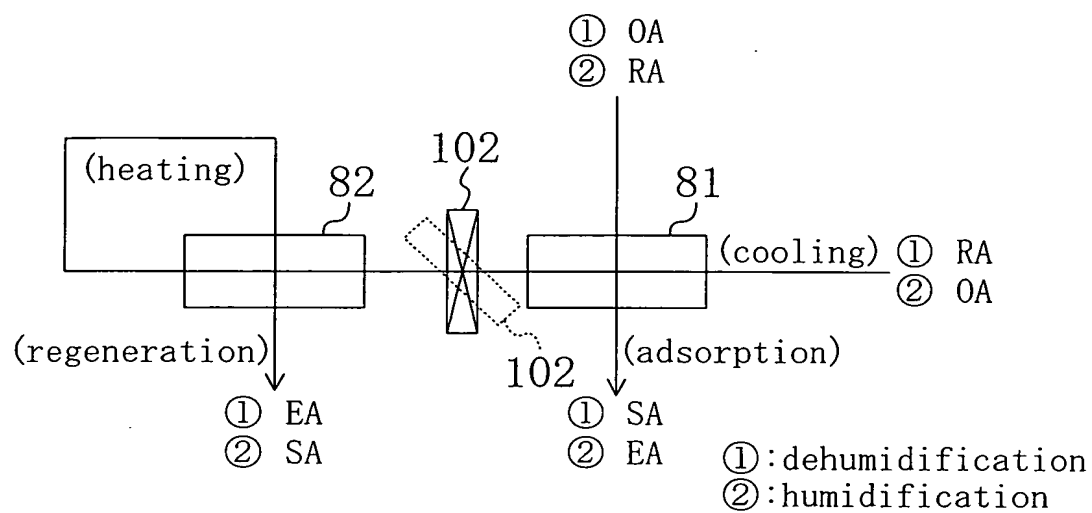 ① OA
② RA
102
(heating)
82
81
(cooling)
① RA
② OA
(regeneration)
102
(adsorption)
① EA
② SA
① SA
② EA
①:dehumidification
②:humidification